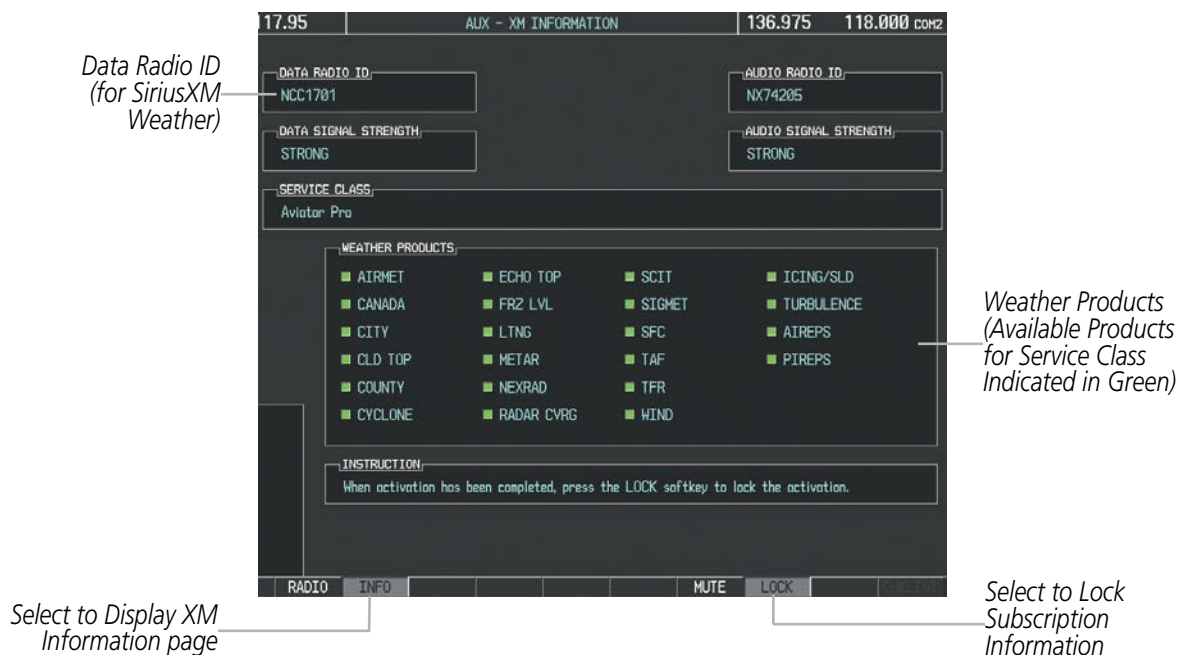 117.95
AUX - XM INFORMATION
136.975
118.000 COM2
Data Radio ID
(for SiriusXM
Weather)
DATA RADIO ID
NCC1701
AUDIO RADIO ID
NX74205
DATA SIGNAL STRENGTH
STRONG
AUDIO SIGNAL STRENGTH
STRONG
SERVICE CLASS
Aviator Pro
WEATHER PRODUCTS
AIRMET
CANADA
CITY
CLD TOP
COUNTY
CYCLONE
ECHO TOP
FRZ LVL
LTNG
METAR
NEXRAD
RADAR CVRG
SCIT
SIGMET
SFC
TAF
TFR
WIND
ICING/SLD
TURBULENCE
AIREPS
PIREPS
Weather Products
(Available Products
for Service Class
Indicated in Green)
INSTRUCTION
When activation has been completed, press the LOCK softkey to lock the activation.
RADIO
INFO
MUTE
LOCK
Select to Display XM
Information page
Select to Lock
Subscription
Information